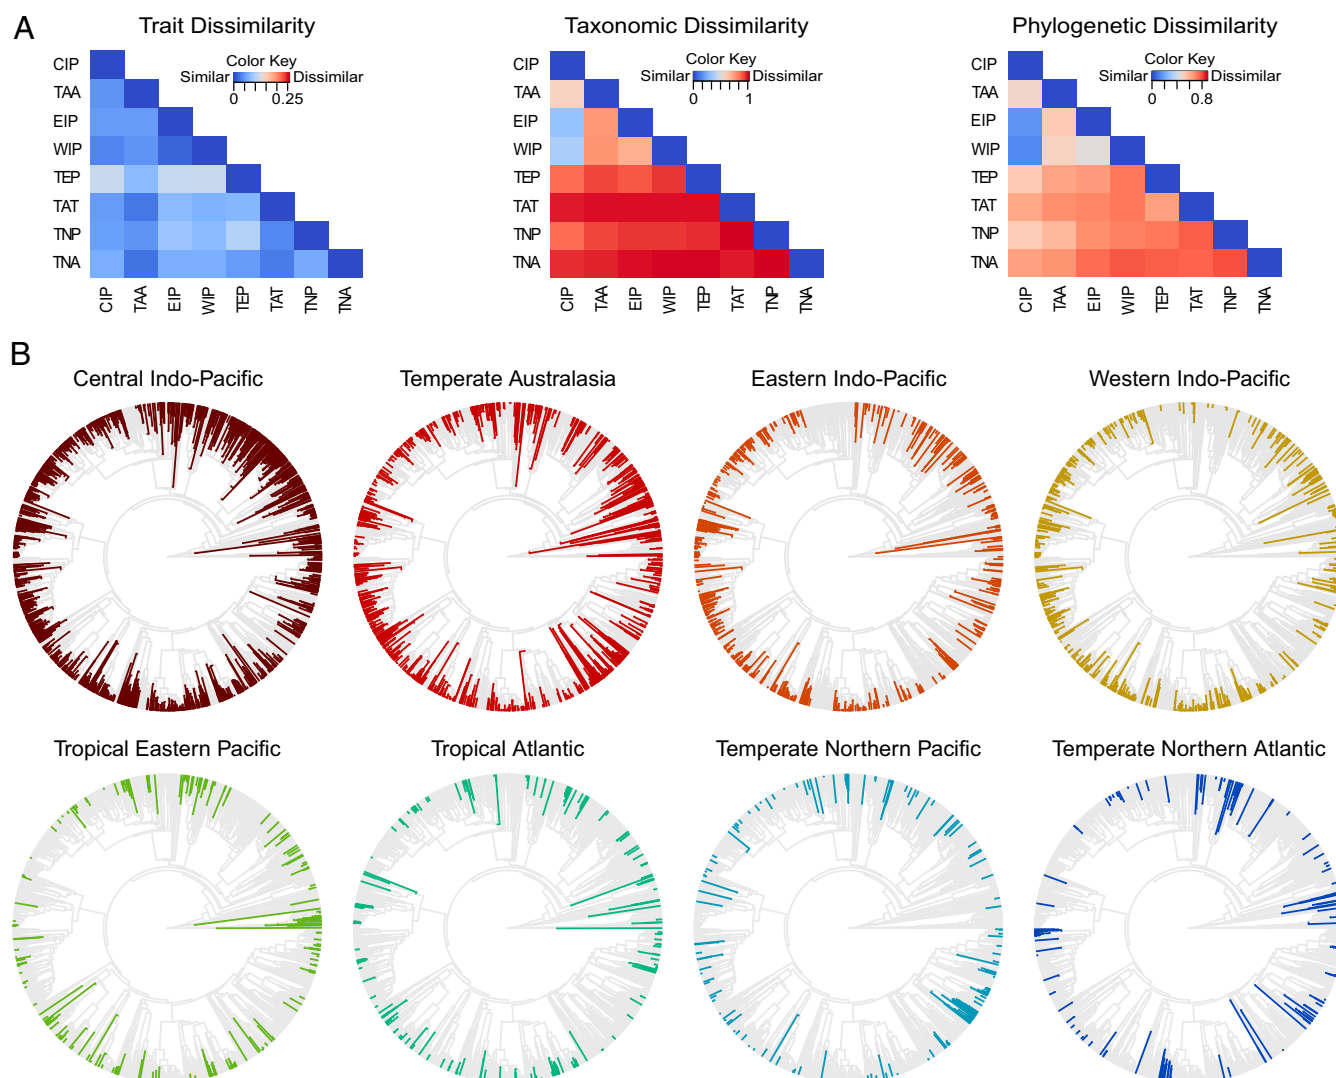 A
Trait Dissimilarity
Taxonomic Dissimilarity
Phylogenetic Dissimilarity
Color Key
Similar
Dissimilar
0
0.25
CIP
TAA
EIP
WIP
TEP
TAT
TNP
TNA
CIP
TAA
EIP
WIP
TEP
TAT
TNP
TNA
Color Key
Similar
Dissimilar
0
1
CIP
TAA
EIP
WIP
TEP
TAT
TNP
TNA
CIP
TAA
EIP
WIP
TEP
TAT
TNP
TNA
Color Key
Similar
Dissimilar
0
0.8
CIP
TAA
EIP
WIP
TEP
TAT
TNP
TNA
CIP
TAA
EIP
WIP
TEP
TAT
TNP
TNA
B
Central Indo-Pacific
Temperate Australasia
Eastern Indo-Pacific
Western Indo-Pacific
Tropical Eastern Pacific
Tropical Atlantic
Temperate Northern Pacific
Temperate Northern Atlantic